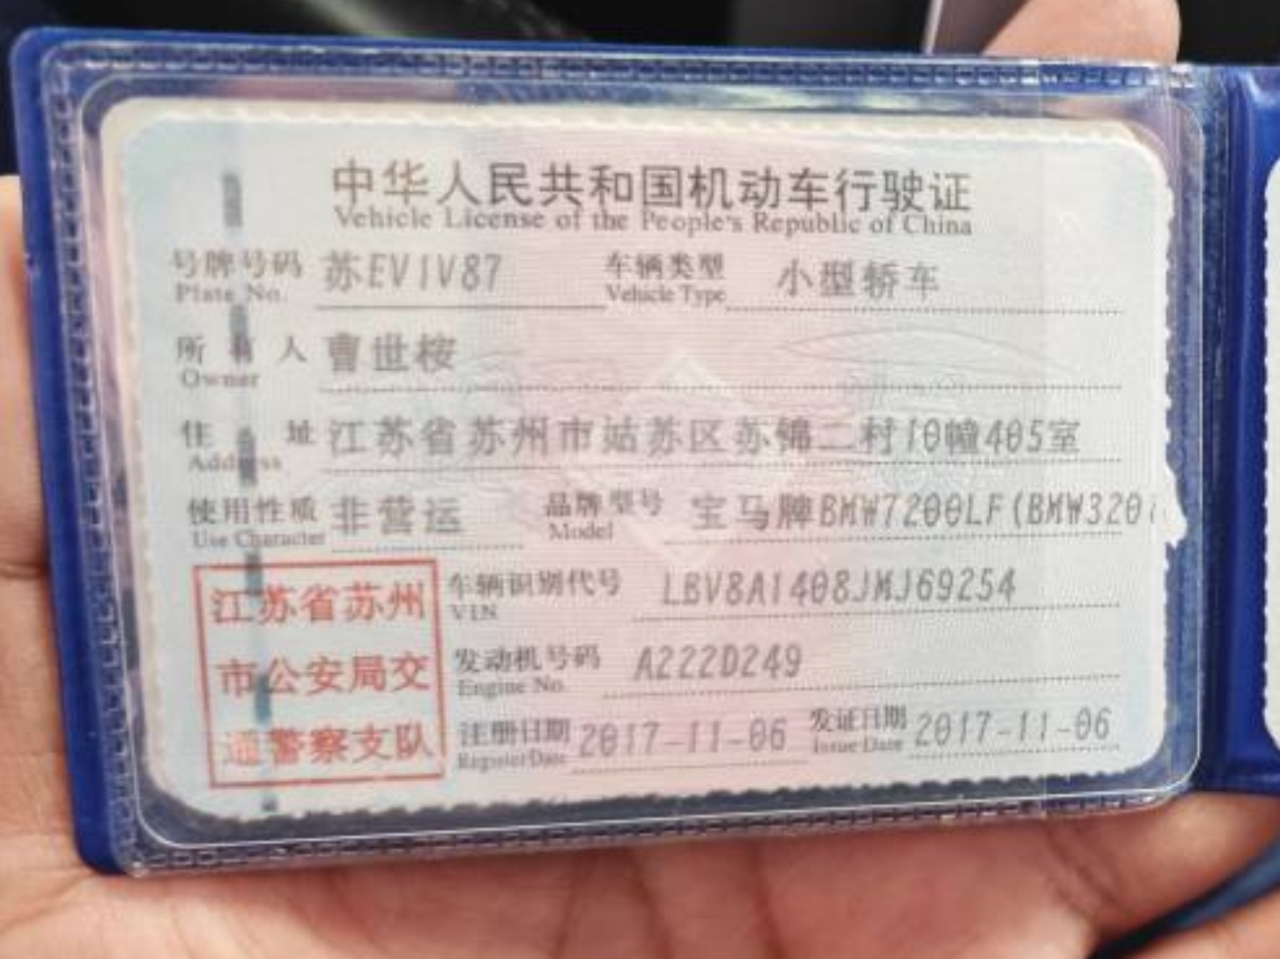 中华人民共和国机动车行驶证
Vehicle License of the People's Republic of China
号牌号码 苏EV1V87 车辆类型 小型轿车
Plate No. Vehicle Type
所有人 曹世桉
Owner
住址 江苏省苏州市姑苏区苏锦二村10幢405室
Address
使用性质 非营运 品牌型号 宝马牌BMW7200LF(BMW320
Use Character Model
江苏省苏州 车辆识别代号 LBV8A1408JMJ69254
VIN
市公安局交 发动机号码 A222D249
Engine No.
通警察支队 注册日期 2017-11-06 发证日期 2017-11-06
Register Date Issue Date